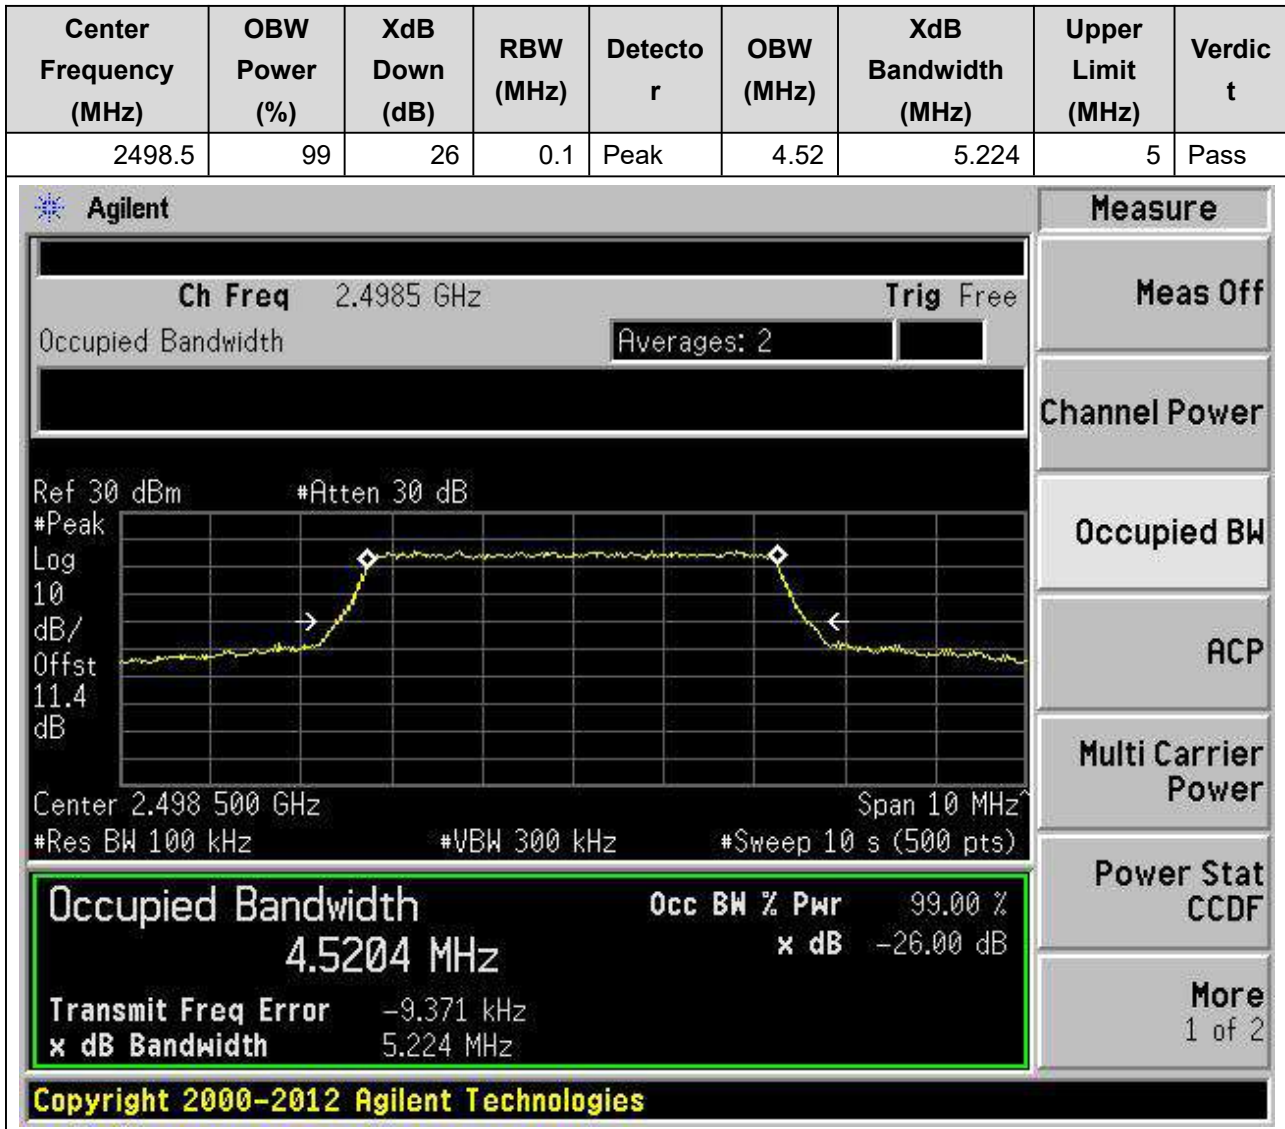 Center Frequency (MHz) OBW Power (%) XdB Down (dB) RBW (MHz) Detecto r OBW (MHz) XdB Bandwidth (MHz) Upper Limit (MHz) Verdic t
2498.5 99 26 0.1 Peak 4.52 5.224 5 Pass
Agilent
Measure
Ch Freq 2.4985 GHz Trig Free
Meas Off
Occupied Bandwidth Averages: 2
Channel Power
Ref 30 dBm #Atten 30 dB
#Peak
Log
10
dB/
Offst
11.4
dB
Occupied BW
ACP
Multi Carrier
Power
Center 2.498 500 GHz Span 10 MHz^
#Res BW 100 kHz #VBW 300 kHz #Sweep 10 s (500 pts)
Power Stat
CCDF
Occupied Bandwidth Occ BW % Pwr 99.00 %
4.5204 MHz x dB -26.00 dB
More
1 of 2
Transmit Freq Error -9.371 kHz
x dB Bandwidth 5.224 MHz
Copyright 2000-2012 Agilent Technologies